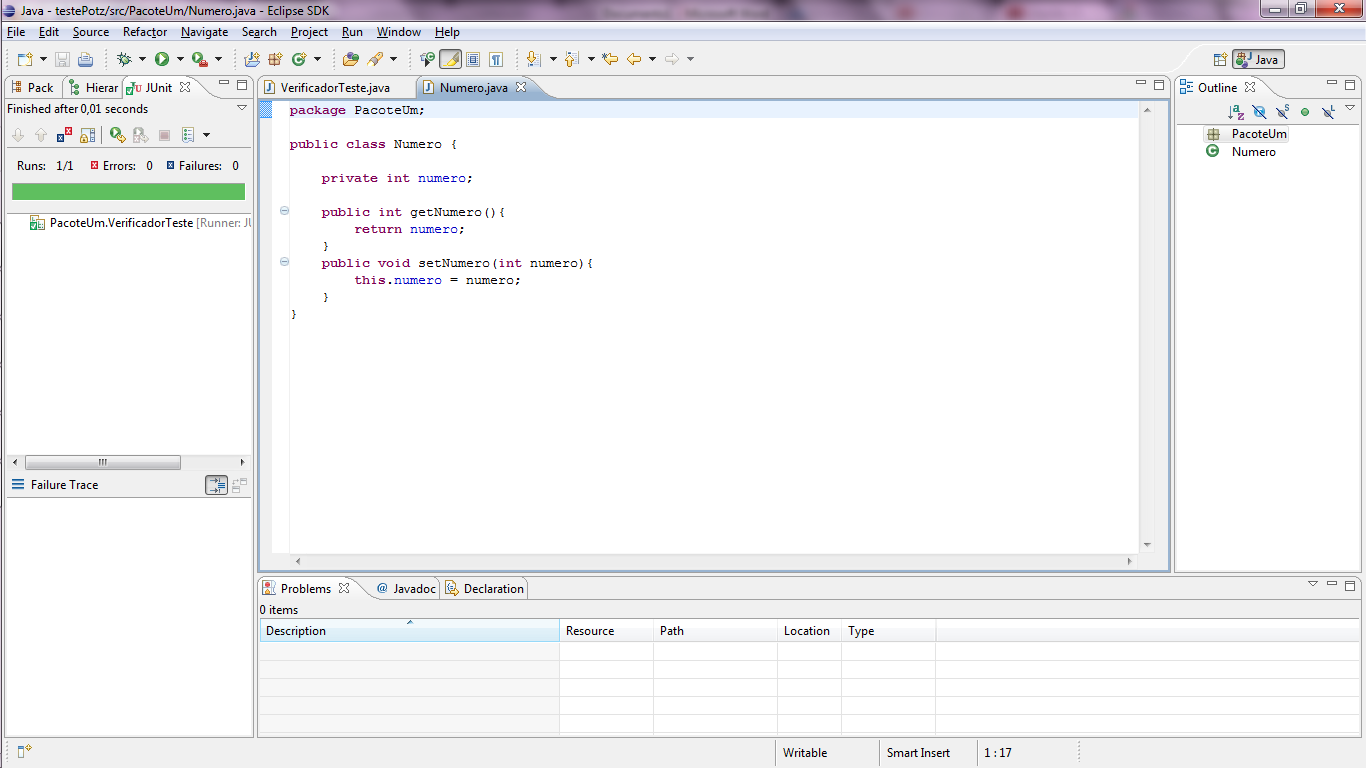 Java - testePotz/src/PacoteUm/Numero.java - Eclipse SDK
File Edit Source Refactor Navigate Search Project Run Window Help
Java
Pack Hierar JUnit
Finished after 0,01 seconds
Runs: 1/1 Errors: 0 Failures: 0
PacoteUm.VerificadorTeste [Runner: JU
Failure Trace
VerificadorTeste.java Numero.java
package PacoteUm;
public class Numero {
private int numero;
public int getNumero(){
return numero;
}
public void setNumero(int numero){
this.numero = numero;
}
}
Outline
PacoteUm
Numero
Problems @ Javadoc Declaration
0 items
Description Resource Path Location Type
Writable Smart Insert 1 : 17